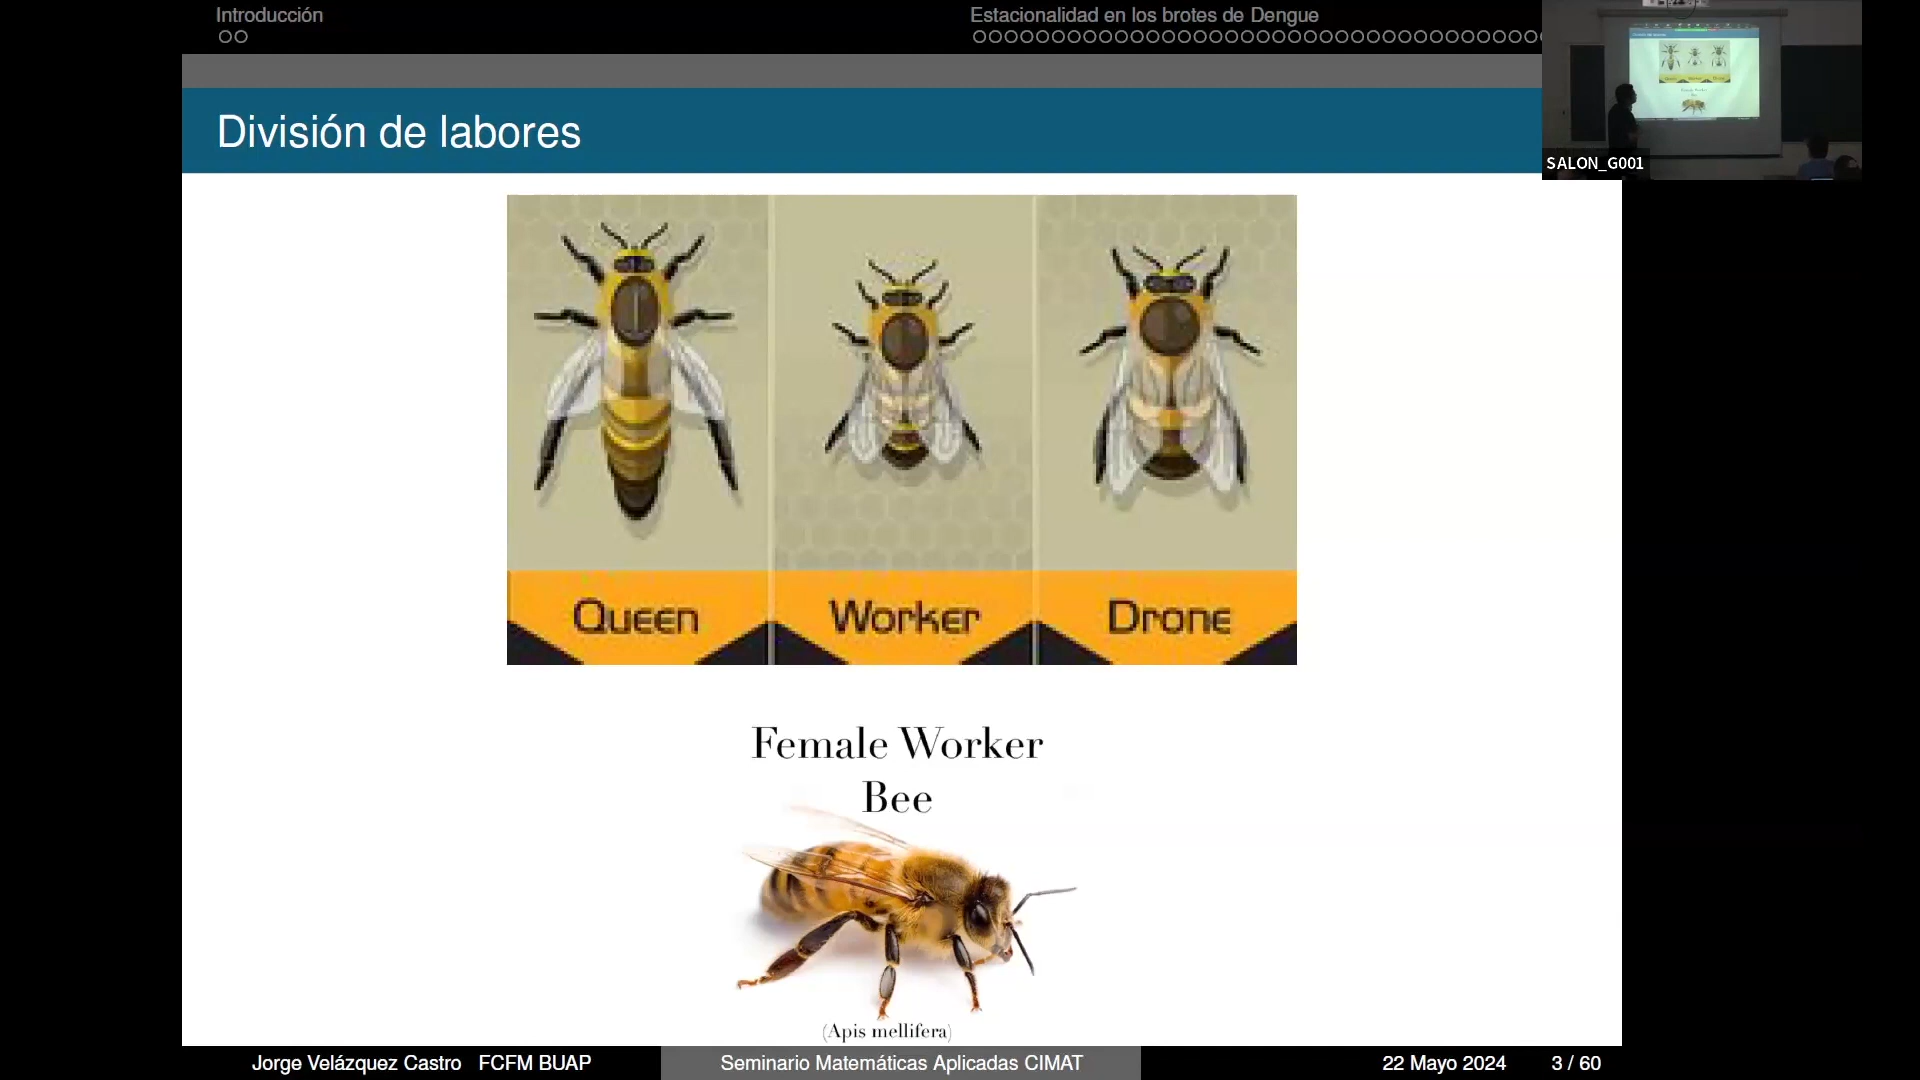 Introducción
Estacionalidad en los brotes de Dengue
División de labores
SALON_G001
Queen
Worker
Drone
Female Worker
Bee
(Apis mellifera)
Jorge Velázquez Castro FCFM BUAP
Seminario Matemáticas Aplicadas CIMAT
22 Mayo 2024
3 / 60